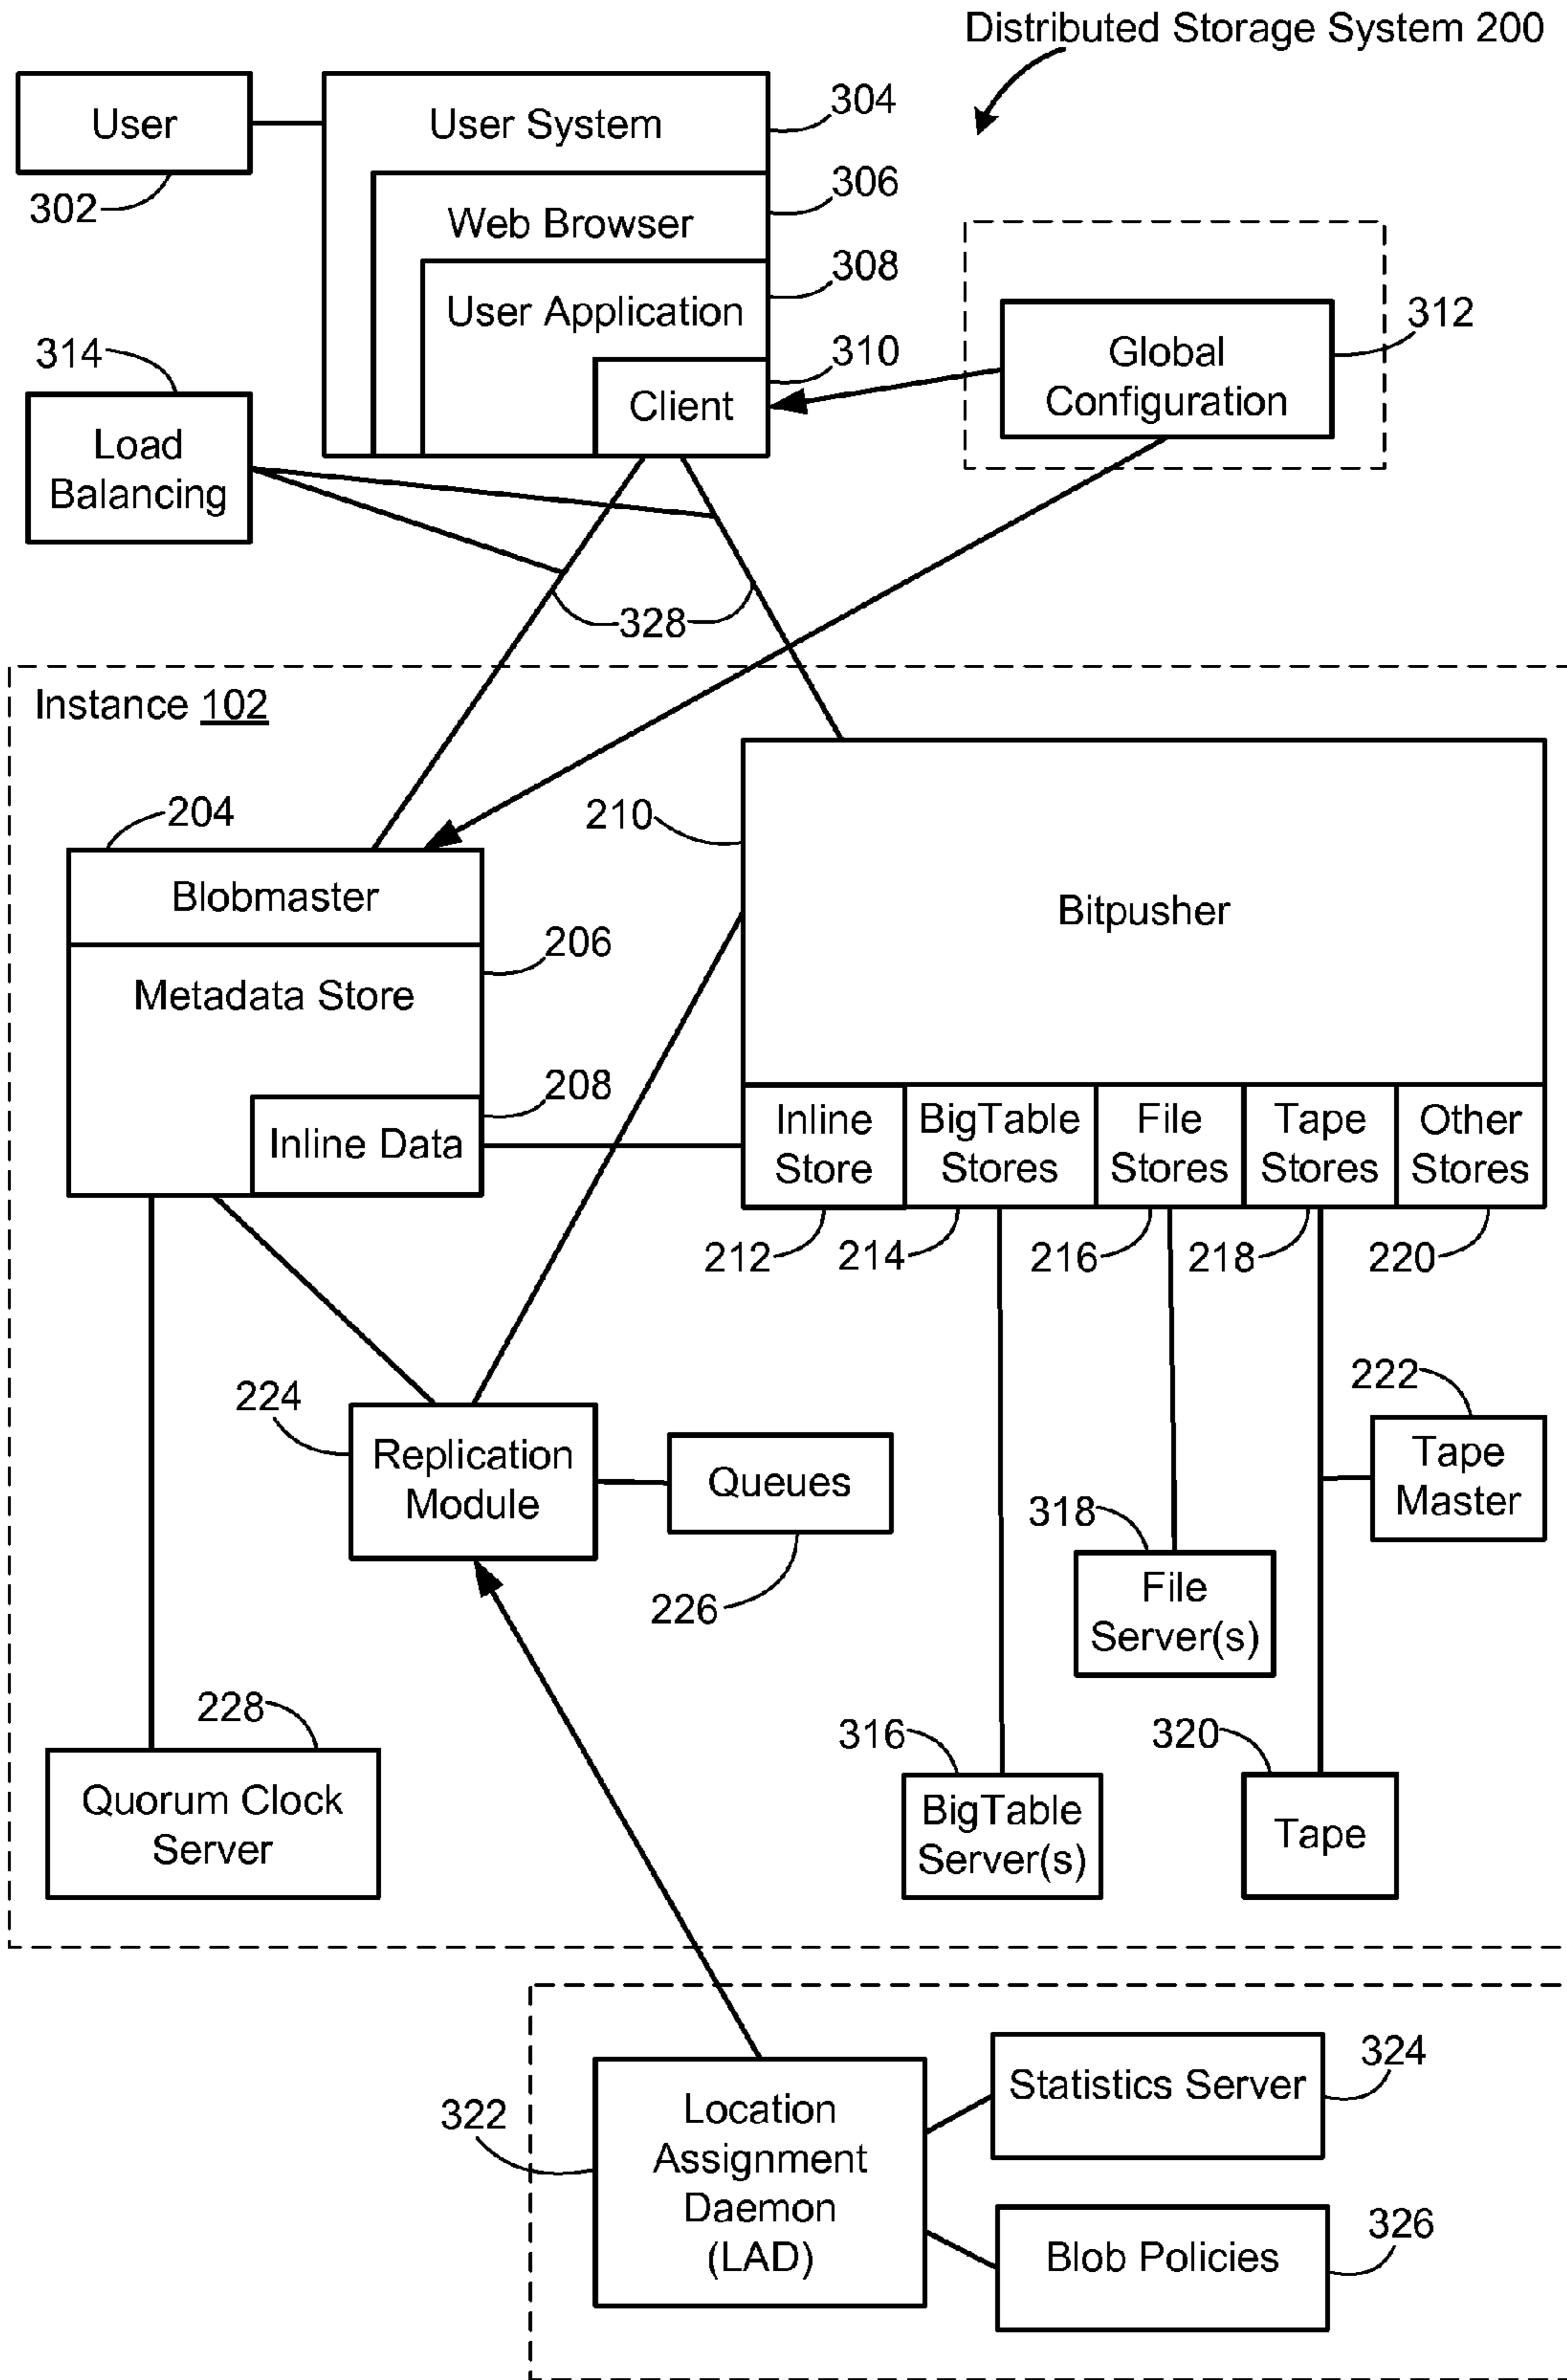 Distributed Storage System 200
User
302
User System
304
Web Browser
306
User Application
308
Client
310
Global
Configuration
312
314
Load
Balancing
328
Instance 102
204
Blobmaster
206
Metadata Store
208
Inline Data
210
Bitpusher
Inline
Store
BigTable
Stores
File
Stores
Tape
Stores
Other
Stores
212
214
216
218
220
224
Replication
Module
Queues
226
222
Tape
Master
318
File
Server(s)
228
Quorum Clock
Server
316
BigTable
Server(s)
320
Tape
322
Location
Assignment
Daemon
(LAD)
Statistics Server
324
Blob Policies
326